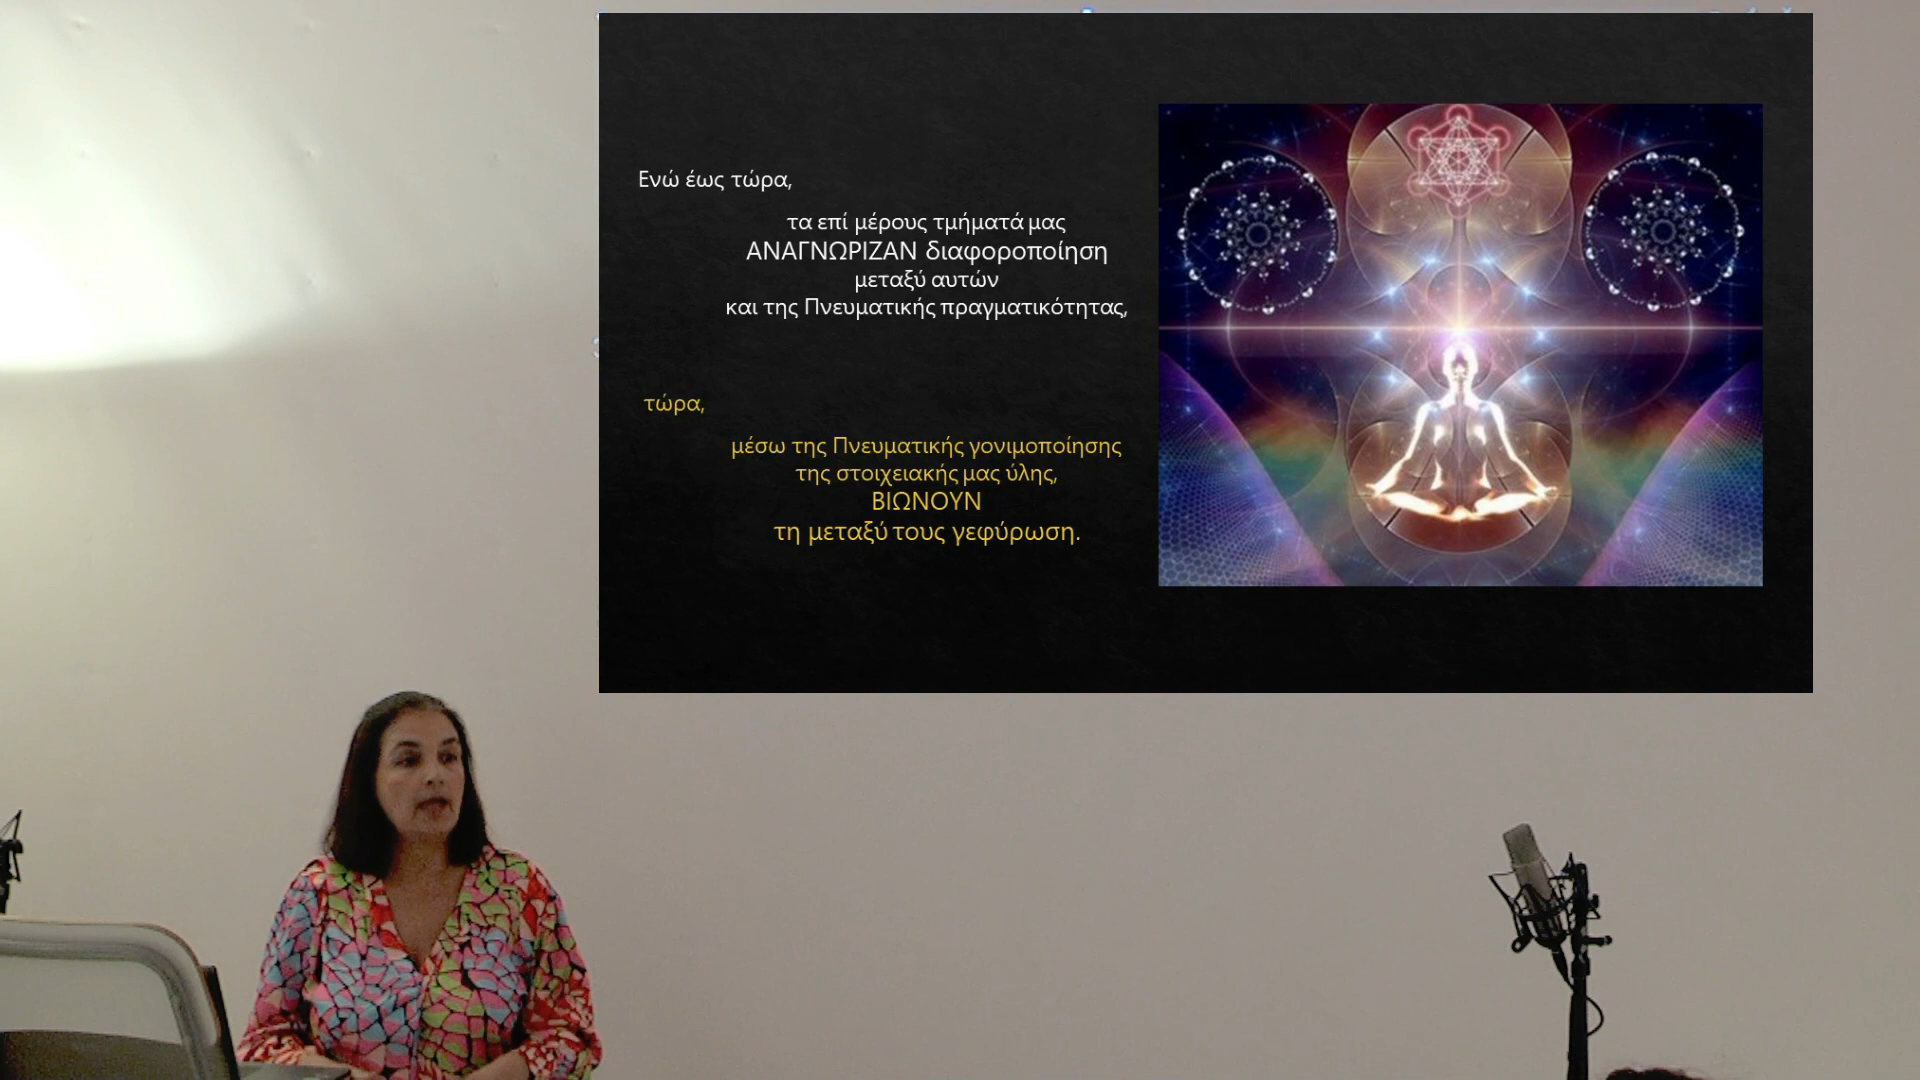 Ενώ έως τώρα,
τα επί μέρους τμήματά μας
ΑΝΑΓΝΩΡΙΖΑΝ διαφοροποίηση
μεταξύ αυτών
και της Πνευματικής πραγματικότητας,
τώρα,
μέσω της Πνευματικής γονιμοποίησης
της στοιχειακής μας ύλης,
ΒΙΩΝΟΥΝ
τη μεταξύ τους γεφύρωση.